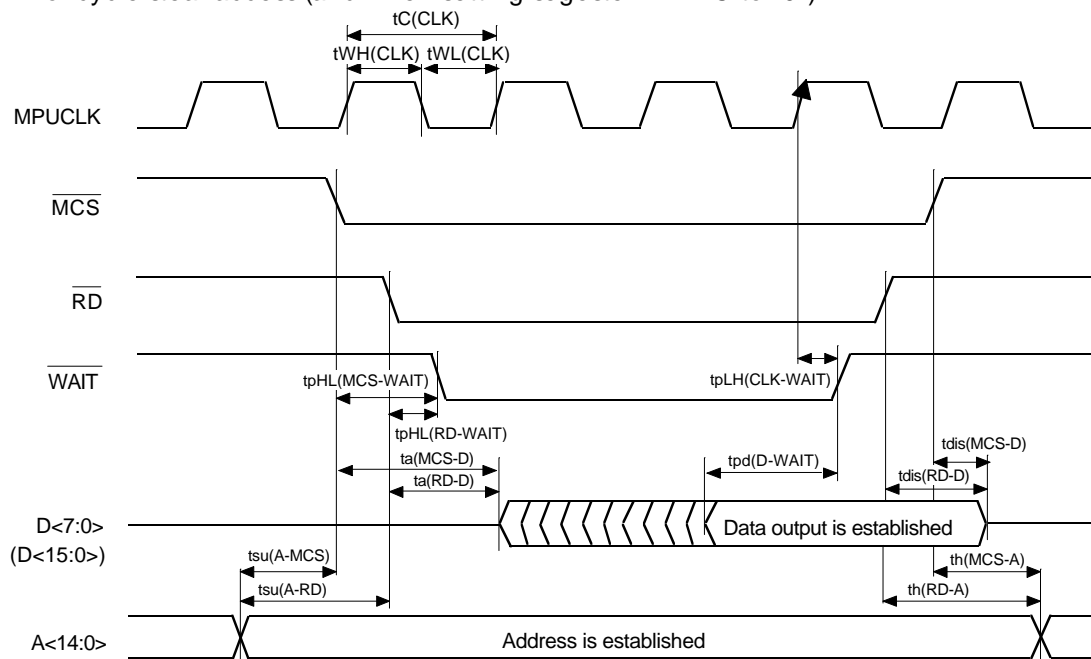 tC(CLK)
tWH(CLK) tWL(CLK)
MPUCLK
MCS
RD
WAIT
tpHL(MCS-WAIT)
tpLH(CLK-WAIT)
tpHL(RD-WAIT)
ta(MCS-D)
ta(RD-D)
tpd(D-WAIT)
tdis(MCS-D)
tdis(RD-D)
D<7:0>
(D<15:0>)
Data output is established
tsu(A-MCS)
tsu(A-RD)
th(MCS-A)
th(RD-A)
A<14:0>
Address is established